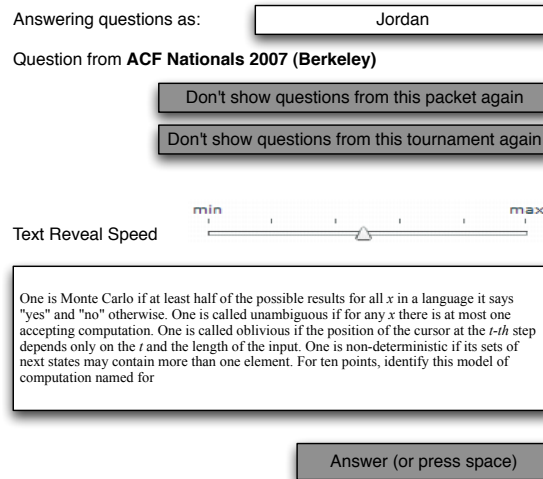 Answering questions as: Jordan
Question from ACF Nationals 2007 (Berkeley)
Don't show questions from this packet again
Don't show questions from this tournament again
min max
Text Reveal Speed
One is Monte Carlo if at least half of the possible results for all x in a language it says
"yes" and "no" otherwise. One is called unambiguous if for any x there is at most one
accepting computation. One is called oblivious if the position of the cursor at the t-th step
depends only on the t and the length of the input. One is non-deterministic if its sets of
next states may contain more than one element. For ten points, identify this model of
computation named for
Answer (or press space)